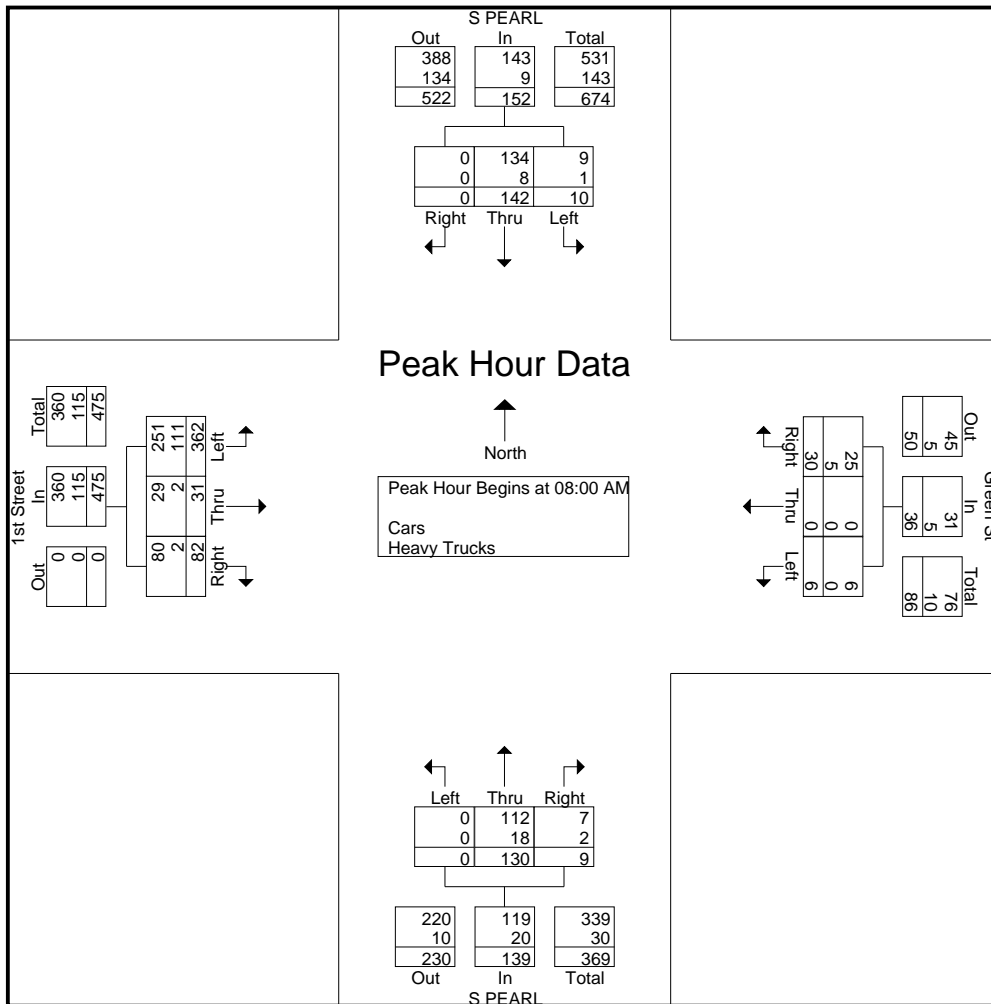 S PEARL
Out In Total
388 143 531
134 9 143
522 152 674
0 134 9
0 8 1
0 142 10
Right Thru Left
Peak Hour Data
North
Peak Hour Begins at 08:00 AM
Cars
Heavy Trucks
1st Street
Total
360
115
475
In
360
115
475
Out
0
0
0
251
111
362
Left
29
2
31
Thru
80
2
82
Right
Right
25
5
30
Thru
0
0
0
Left
6
0
6
Out
45
5
50
In
31
5
36
Total
76
10
86
Green St
Left Thru Right
0 112 7
0 18 2
0 130 9
220 119 339
10 20 30
230 139 369
Out In Total
S PEARL